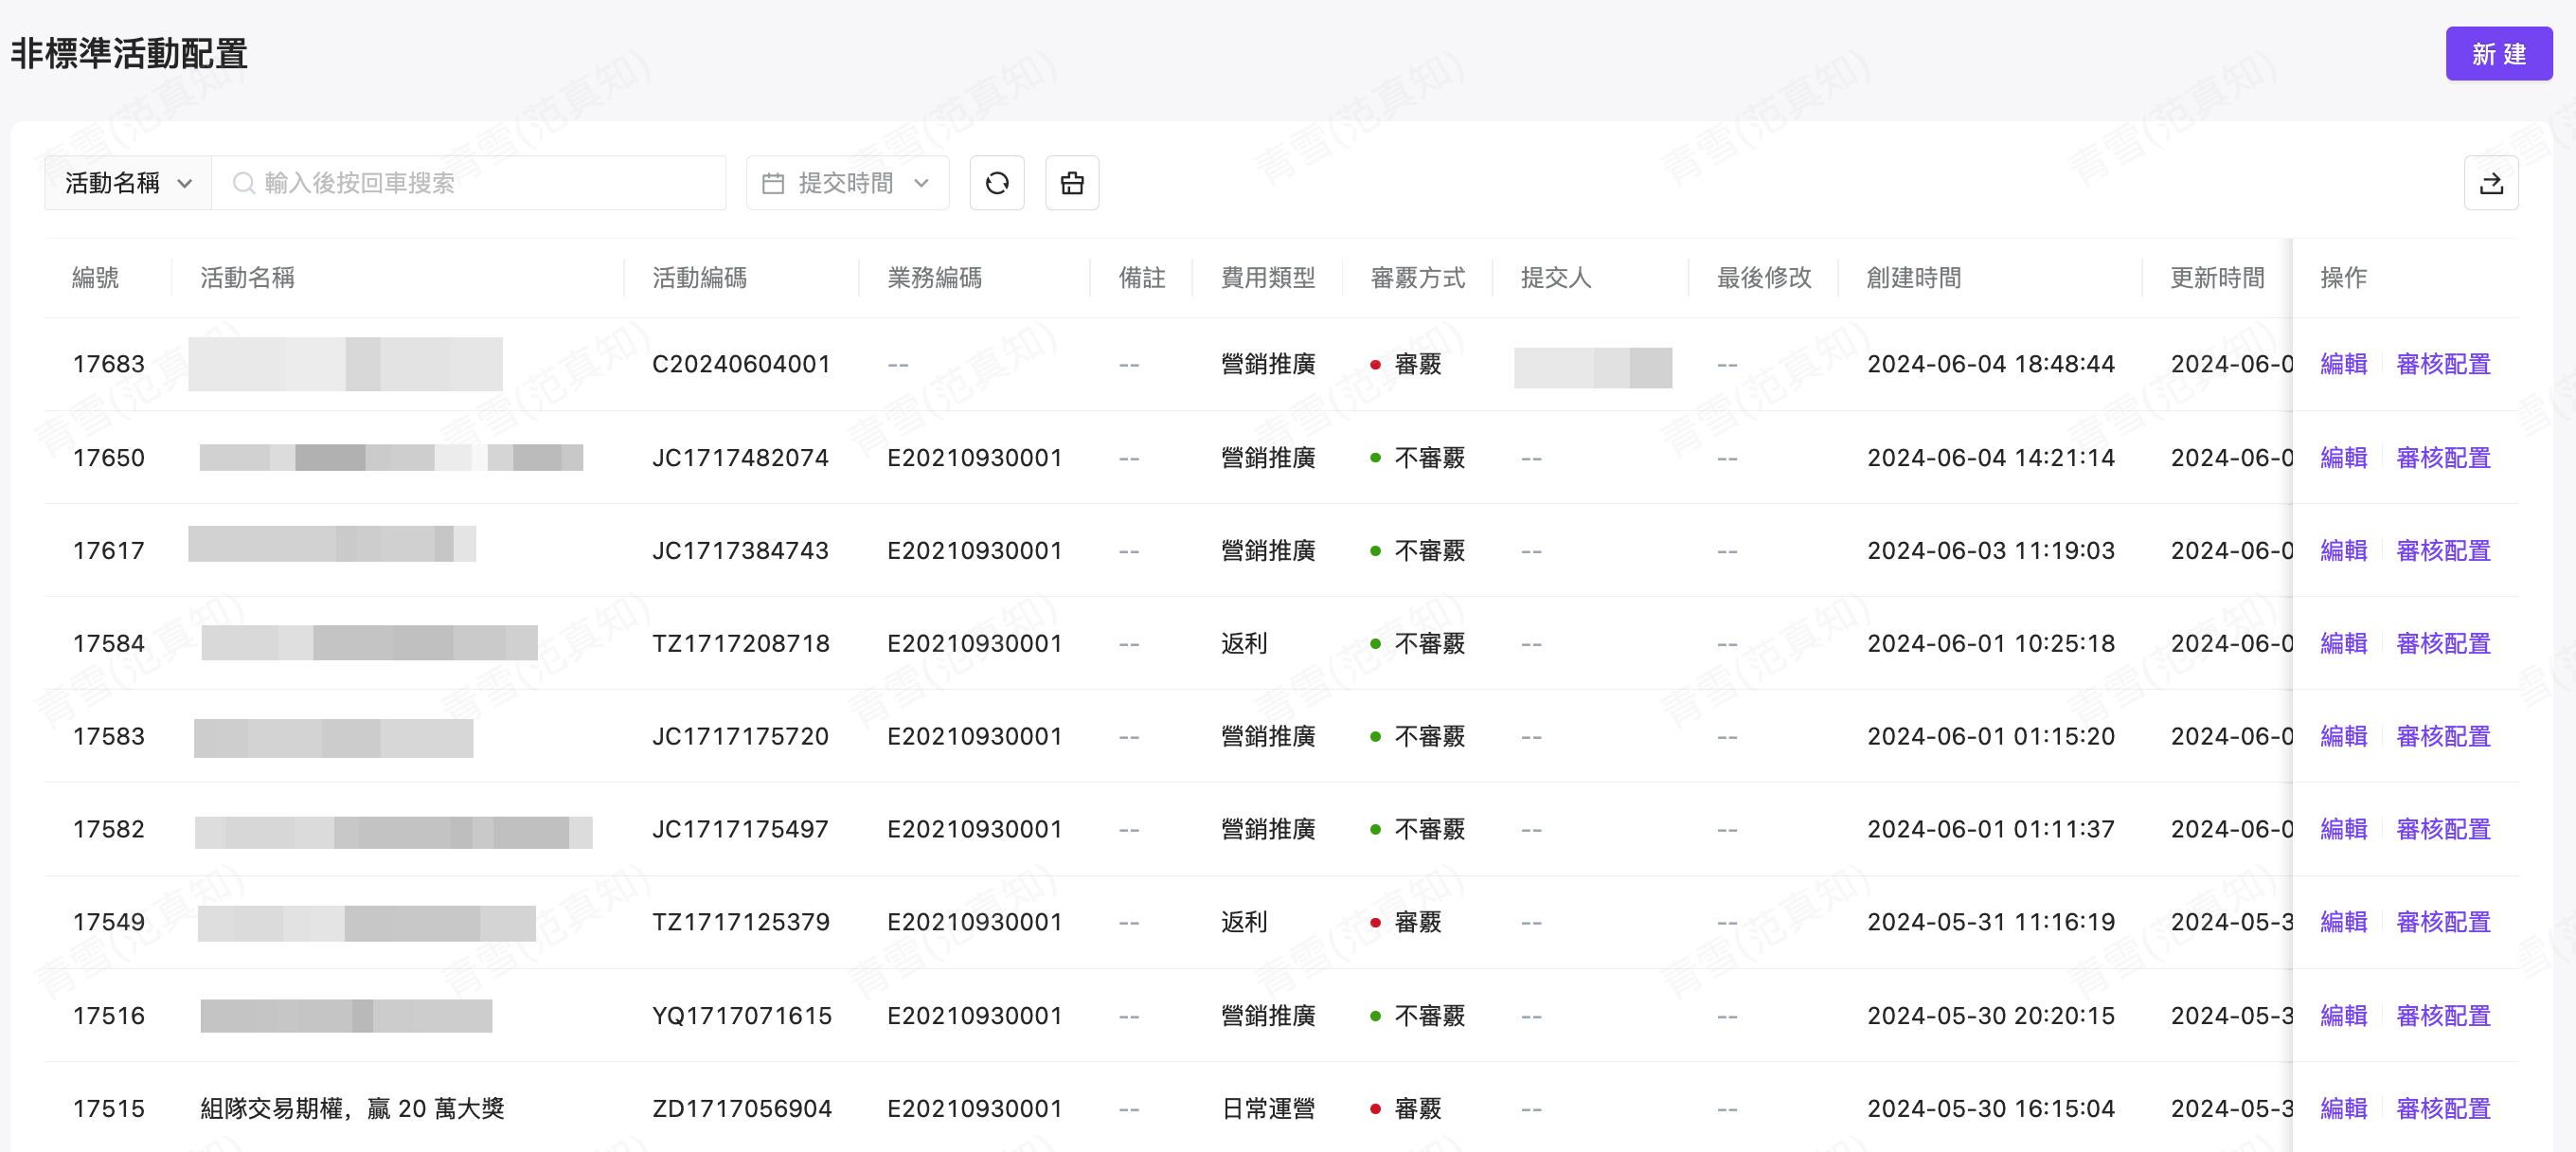 非標準活動配置
新 建
活動名稱 輸入後按回車搜索 提交時間
編號 活動名稱 活動編碼 業務編碼 備註 費用類型 審覈方式 提交人 最後修改 創建時間 更新時間 操作
17683 C20240604001 -- -- 營銷推廣 審覈 -- 2024-06-04 18:48:44 2024-06-0 編輯 審核配置
17650 JC1717482074 E20210930001 -- 營銷推廣 不審覈 -- -- 2024-06-04 14:21:14 2024-06-0 編輯 審核配置
17617 JC1717384743 E20210930001 -- 營銷推廣 不審覈 -- -- 2024-06-03 11:19:03 2024-06-0 編輯 審核配置
17584 TZ1717208718 E20210930001 -- 返利 不審覈 -- -- 2024-06-01 10:25:18 2024-06-0 編輯 審核配置
17583 JC1717175720 E20210930001 -- 營銷推廣 不審覈 -- -- 2024-06-01 01:15:20 2024-06-0 編輯 審核配置
17582 JC1717175497 E20210930001 -- 營銷推廣 不審覈 -- -- 2024-06-01 01:11:37 2024-06-0 編輯 審核配置
17549 TZ1717125379 E20210930001 -- 返利 審覈 -- -- 2024-05-31 11:16:19 2024-05-3 編輯 審核配置
17516 YQ1717071615 E20210930001 -- 營銷推廣 不審覈 -- -- 2024-05-30 20:20:15 2024-05-3 編輯 審核配置
17515 組隊交易期權，贏 20 萬大獎 ZD1717056904 E20210930001 -- 日常運營 審覈 -- -- 2024-05-30 16:15:04 2024-05-3 編輯 審核配置
青雪(范真知)